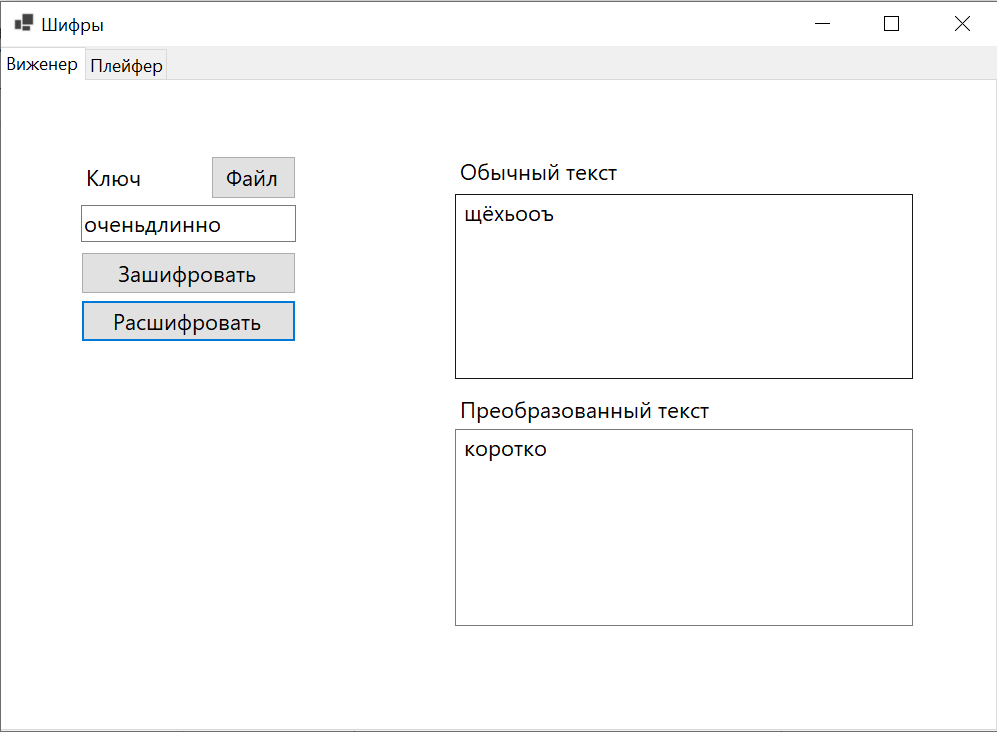 Шифры
Виженер Плейфер
Ключ Файл
оченьдлинно
Зашифровать
Расшифровать
Обычный текст
щёхьооъ
Преобразованный текст
коротко